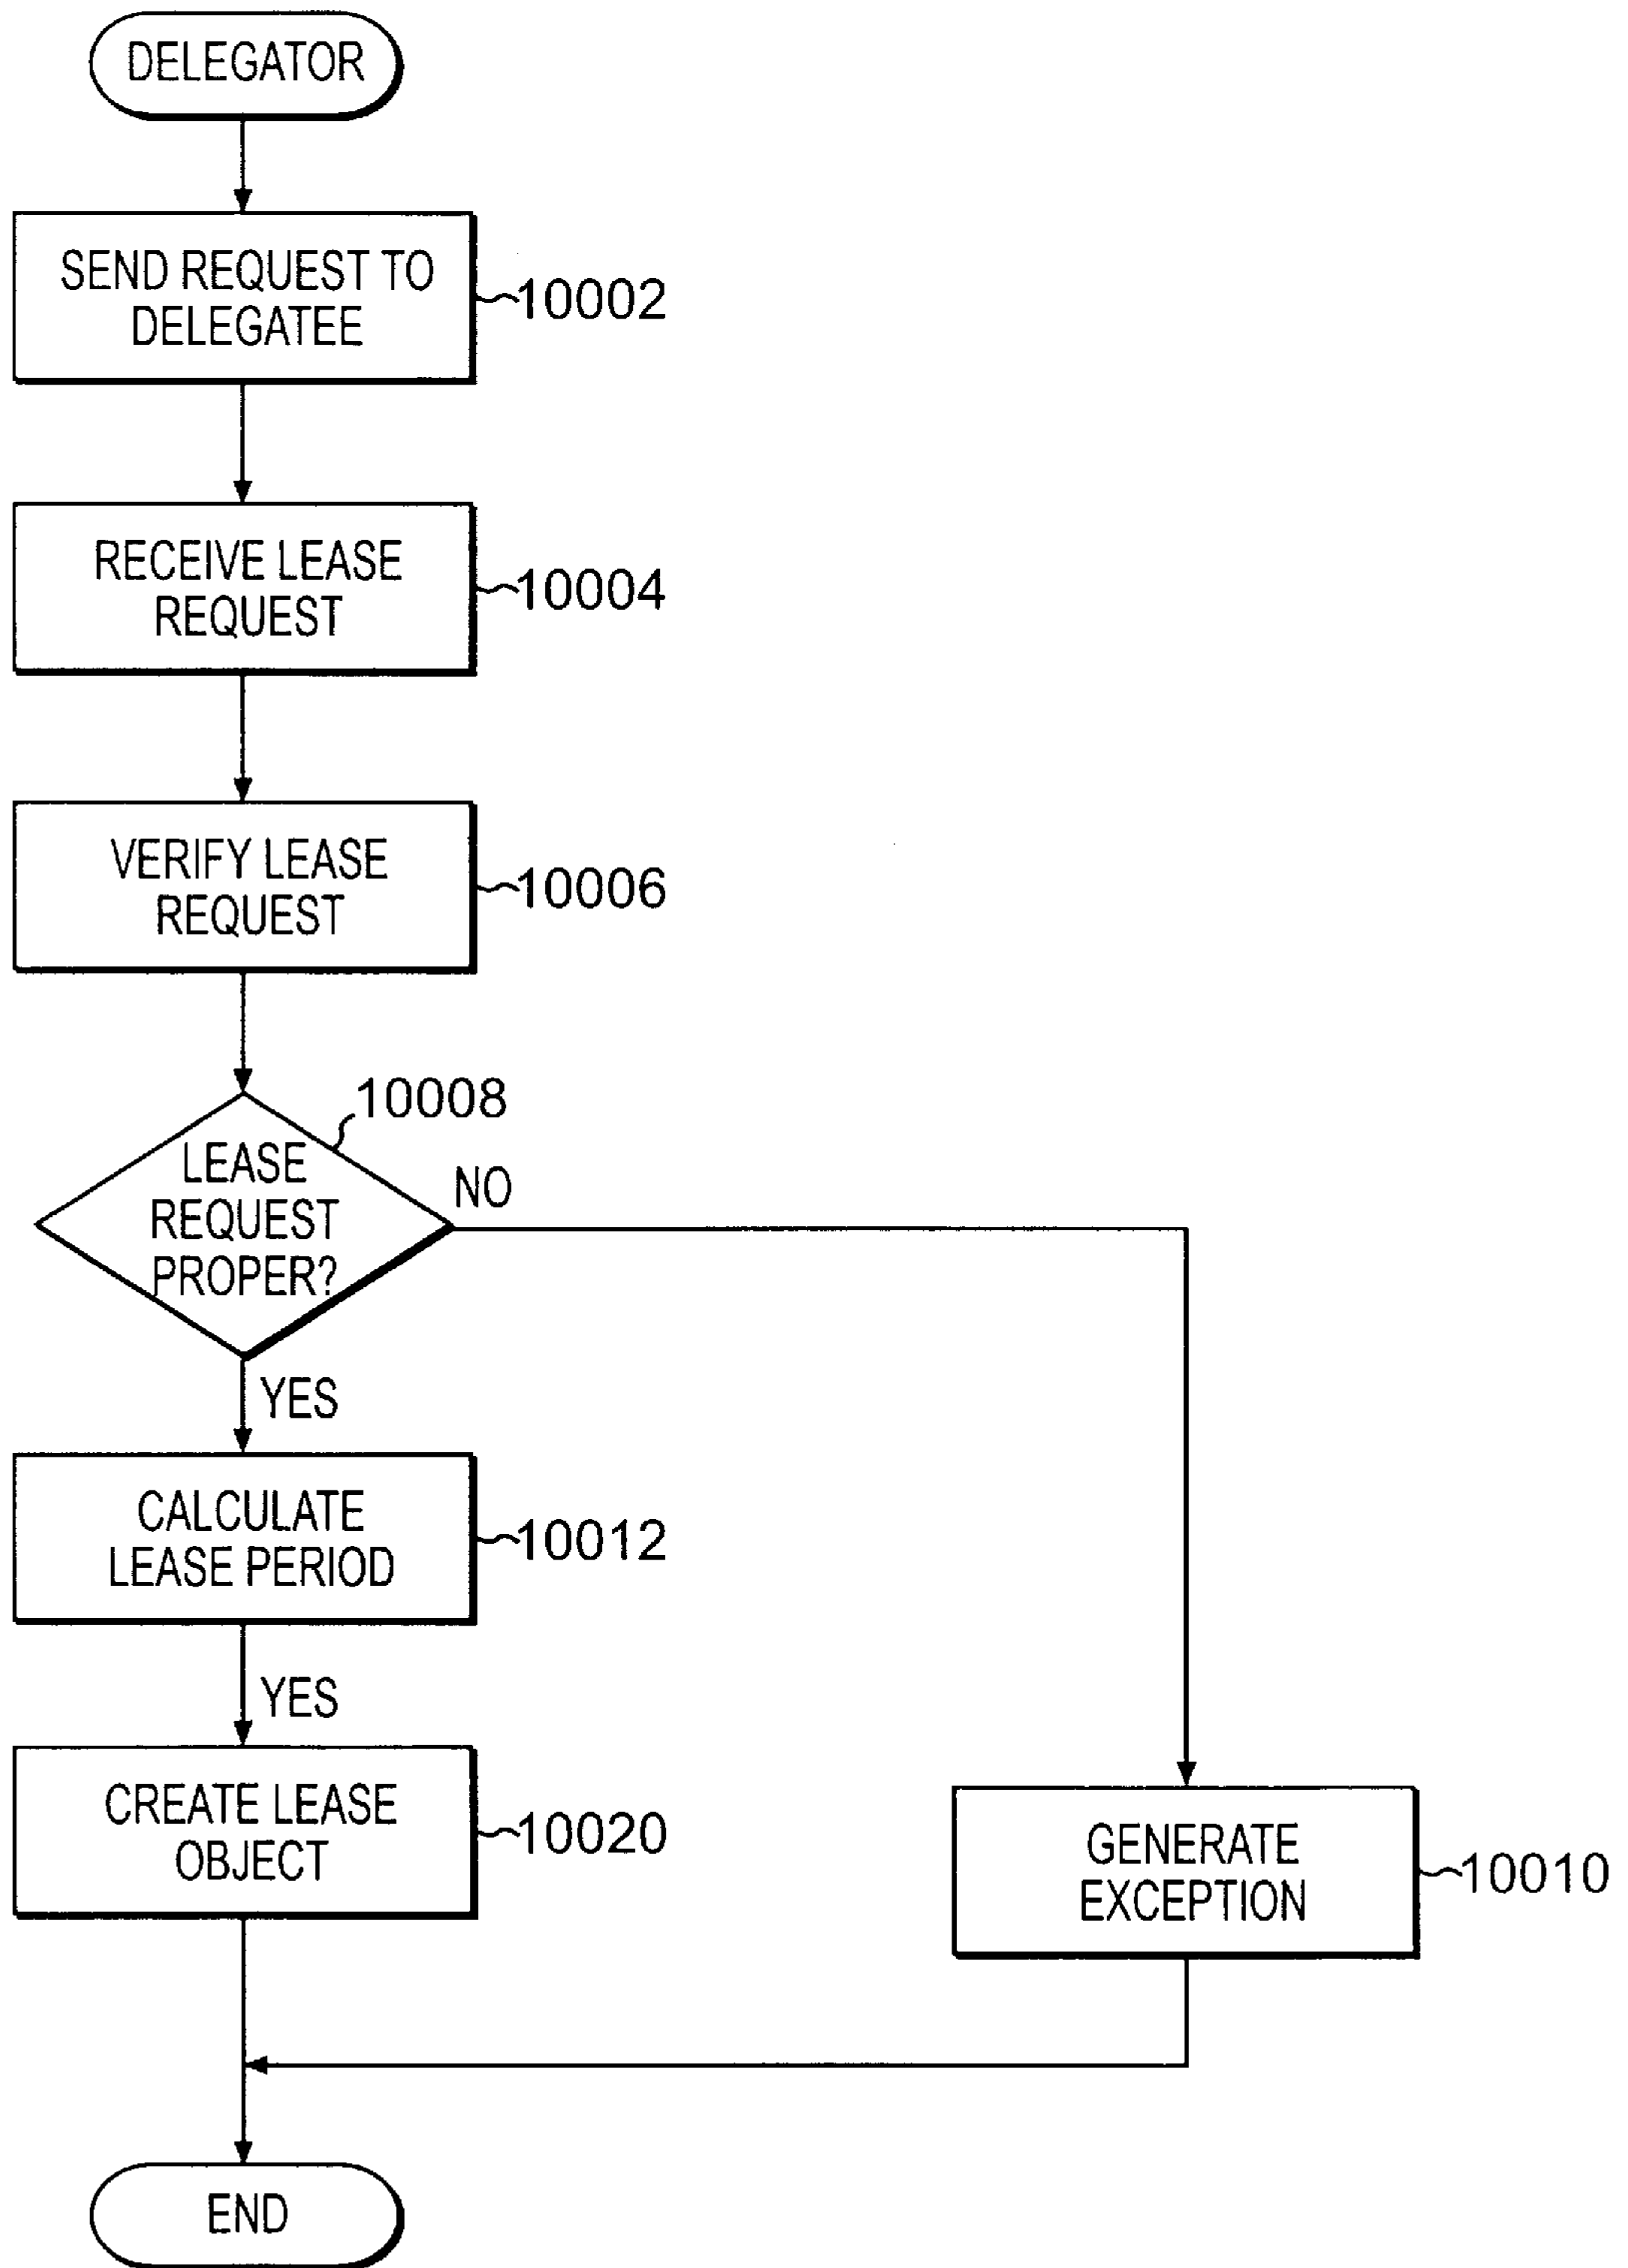 DELEGATOR
SEND REQUEST TO
DELEGATEE
10002
RECEIVE LEASE
REQUEST
10004
VERIFY LEASE
REQUEST
10006
10008
LEASE
REQUEST
PROPER?
NO
YES
CALCULATE
LEASE PERIOD
10012
YES
CREATE LEASE
OBJECT
10020
GENERATE
EXCEPTION
10010
END